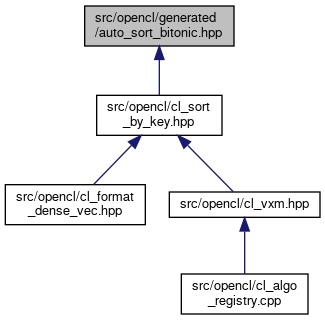 src/opencl/generated
/auto_sort_bitonic.hpp
src/opencl/cl_sort
_by_key.hpp
src/opencl/cl_format
_dense_vec.hpp
src/opencl/cl_vxm.hpp
src/opencl/cl_algo
_registry.cpp